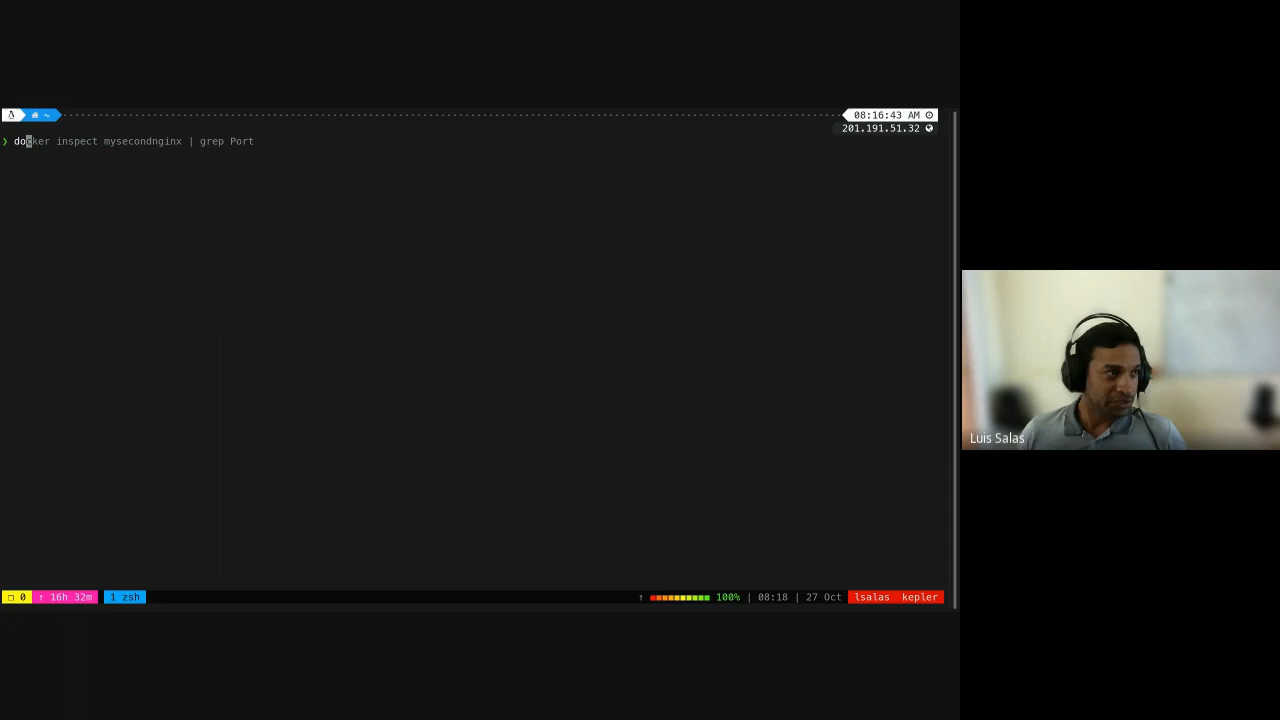 ~ 08:16:43 AM
201.191.51.32
❯ docker inspect mysecondnginx | grep Port
Luis Salas
0 ↑ 16h 32m 1 zsh ↑ 100% | 08:18 | 27 Oct lsalas kepler